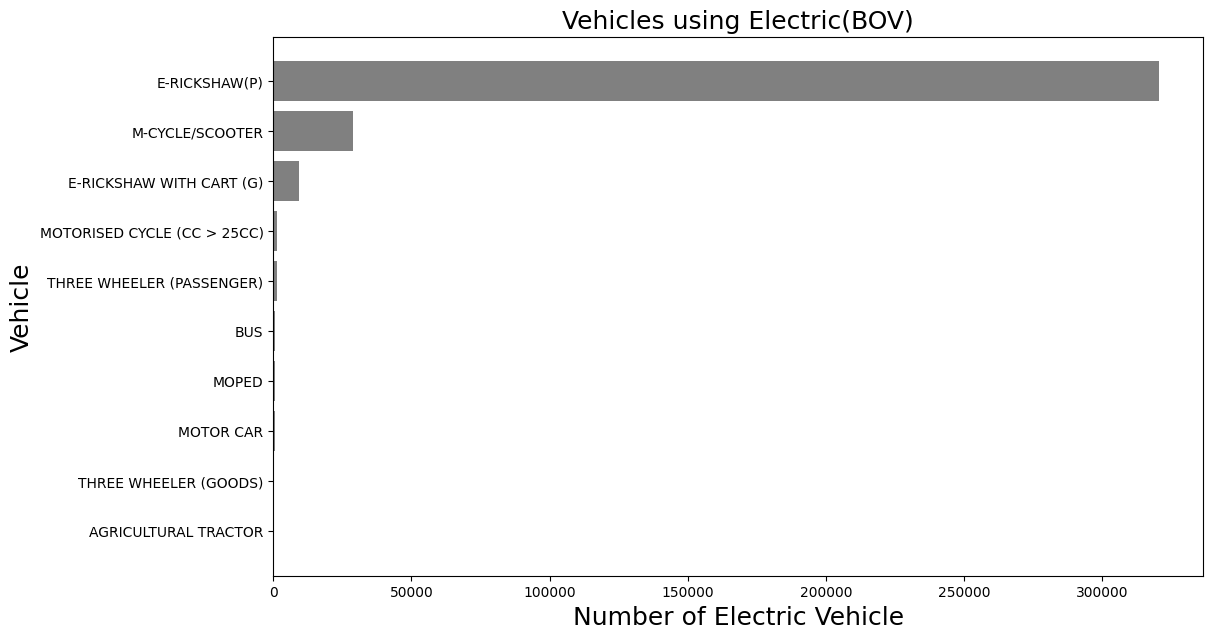 Vehicles using Electric(BOV)
Vehicle
E-RICKSHAW(P)
M-CYCLE/SCOOTER
E-RICKSHAW WITH CART (G)
MOTORISED CYCLE (CC > 25CC)
THREE WHEELER (PASSENGER)
BUS
MOPED
MOTOR CAR
THREE WHEELER (GOODS)
AGRICULTURAL TRACTOR
0 50000 100000 150000 200000 250000 300000
Number of Electric Vehicle